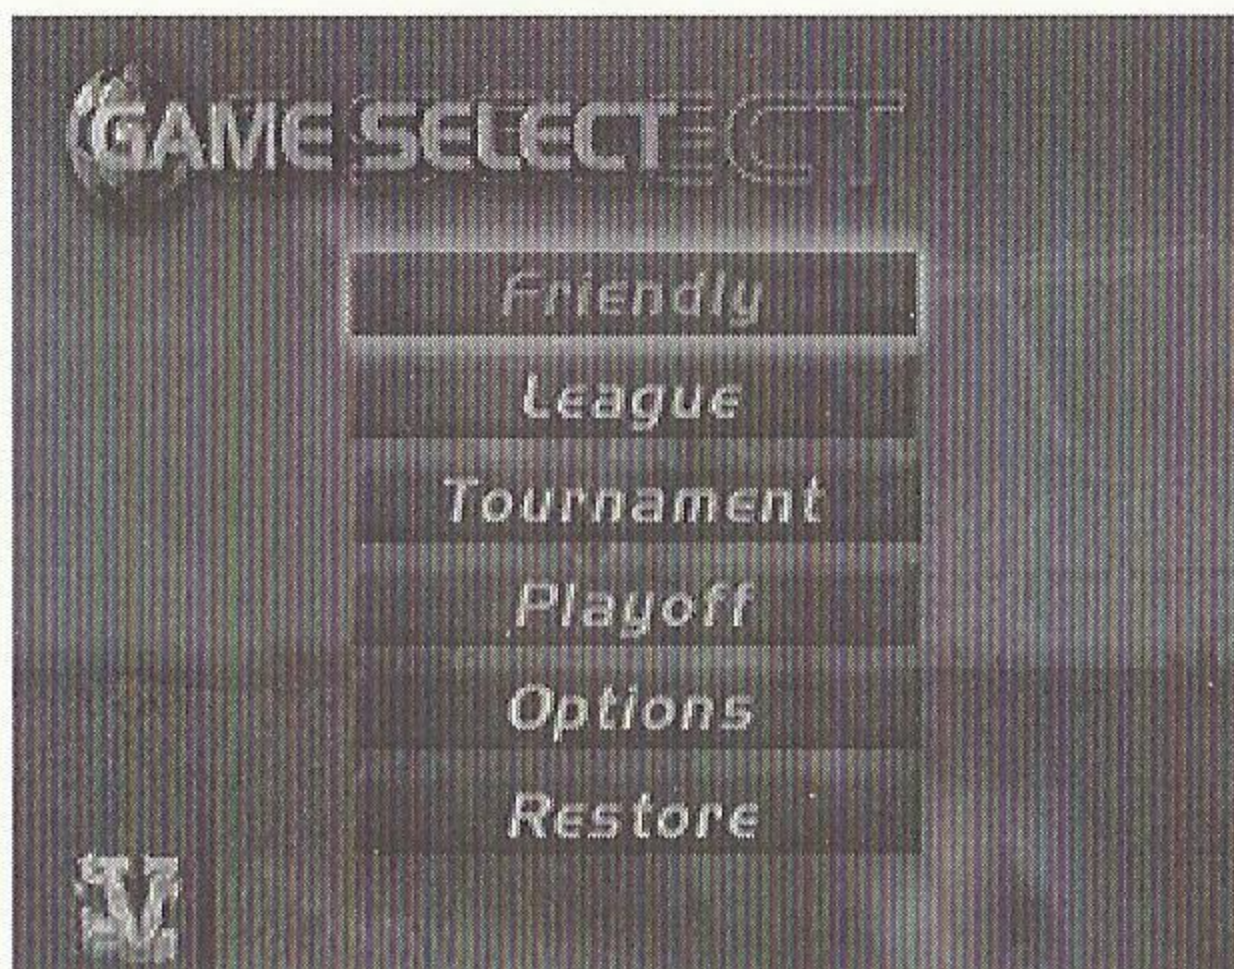 GAME SELECT
Friendly
League
Tournament
Playoff
Options
Restore